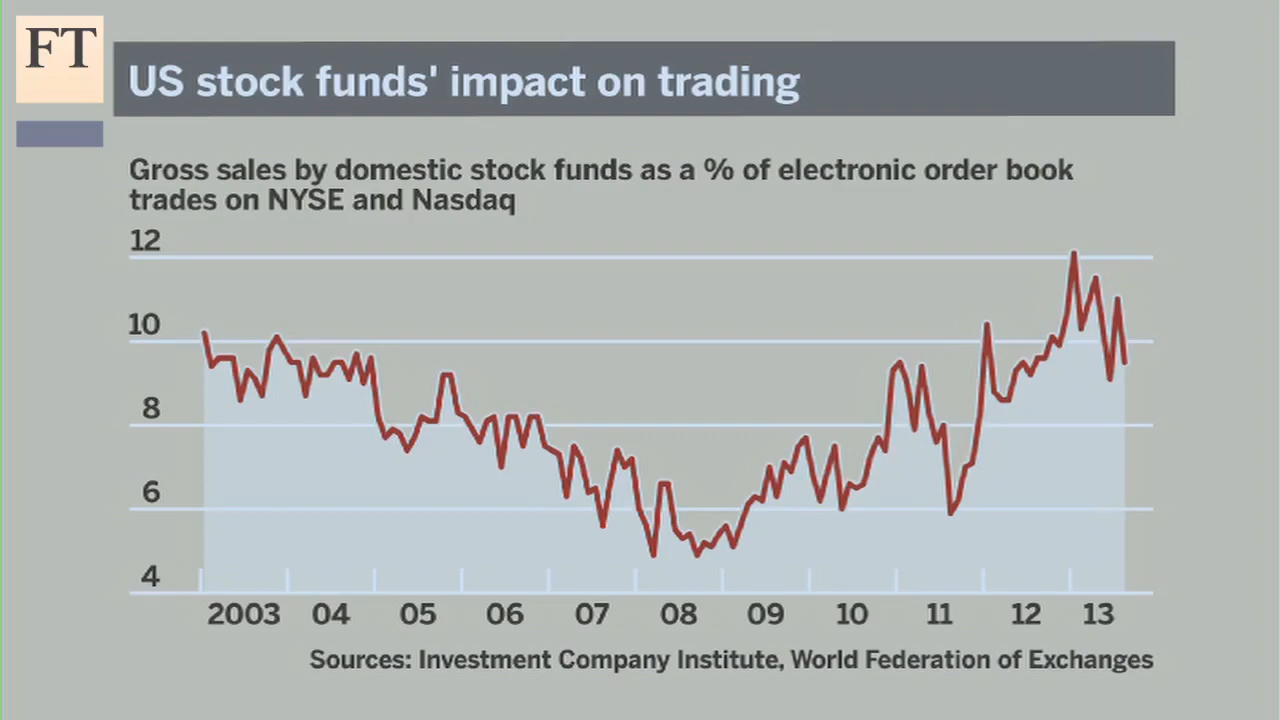 FT
US stock funds' impact on trading
Gross sales by domestic stock funds as a % of electronic order book
trades on NYSE and Nasdaq
12
10
8
6
4
2003 04 05 06 07 08 09 10 11 12 13
Sources: Investment Company Institute, World Federation of Exchanges